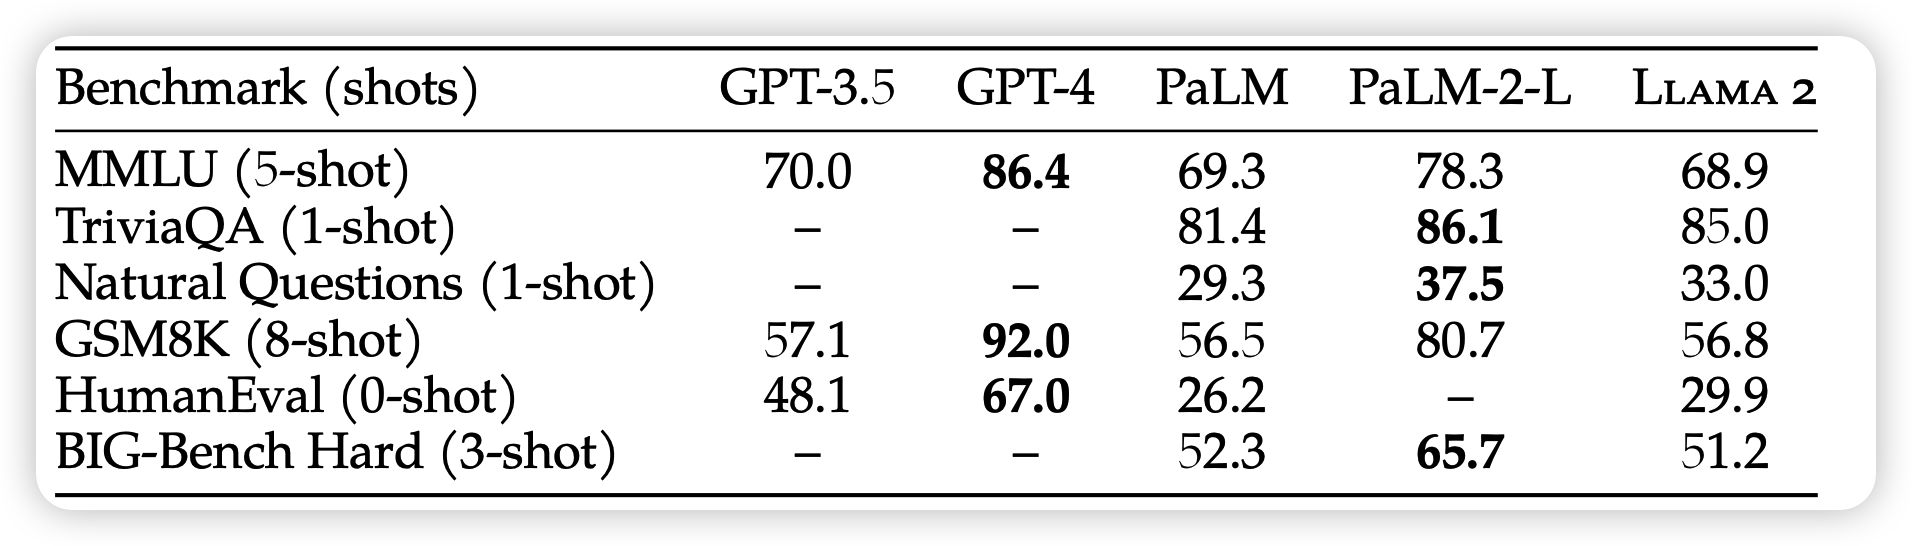 Benchmark (shots) GPT-3.5 GPT-4 PaLM PaLM-2-L LLAMA 2
MMLU (5-shot) 70.0 86.4 69.3 78.3 68.9
TriviaQA (1-shot) – – 81.4 86.1 85.0
Natural Questions (1-shot) – – 29.3 37.5 33.0
GSM8K (8-shot) 57.1 92.0 56.5 80.7 56.8
HumanEval (0-shot) 48.1 67.0 26.2 – 29.9
BIG-Bench Hard (3-shot) – – 52.3 65.7 51.2